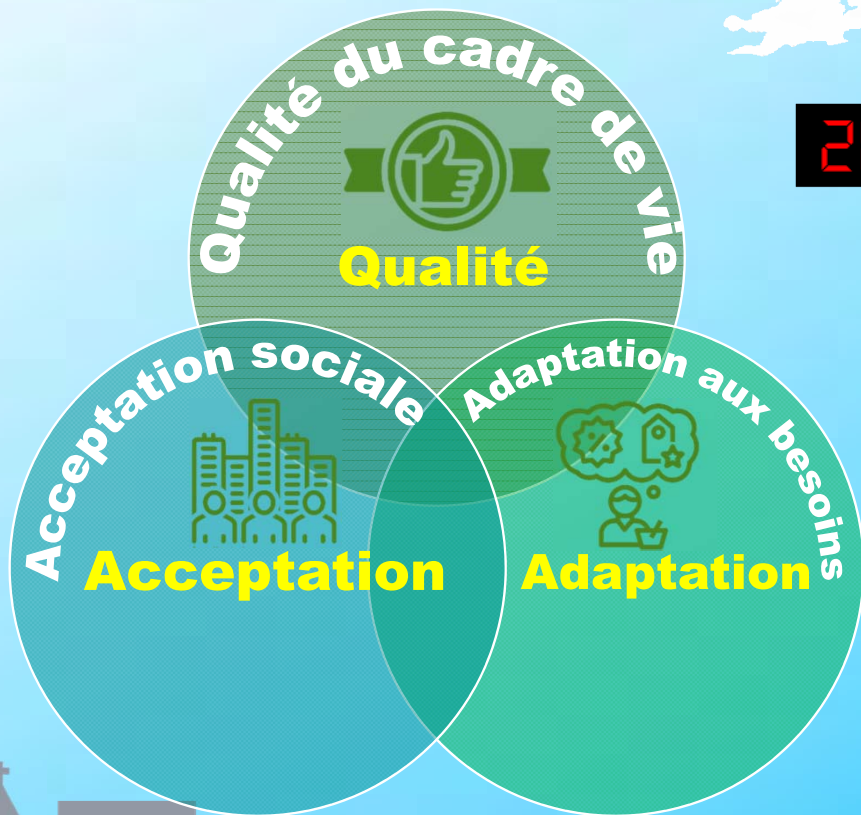 Qualité du cadre de vie
2
Qualité
Acceptation sociale
Adaptation aux besoins
Acceptation
Adaptation